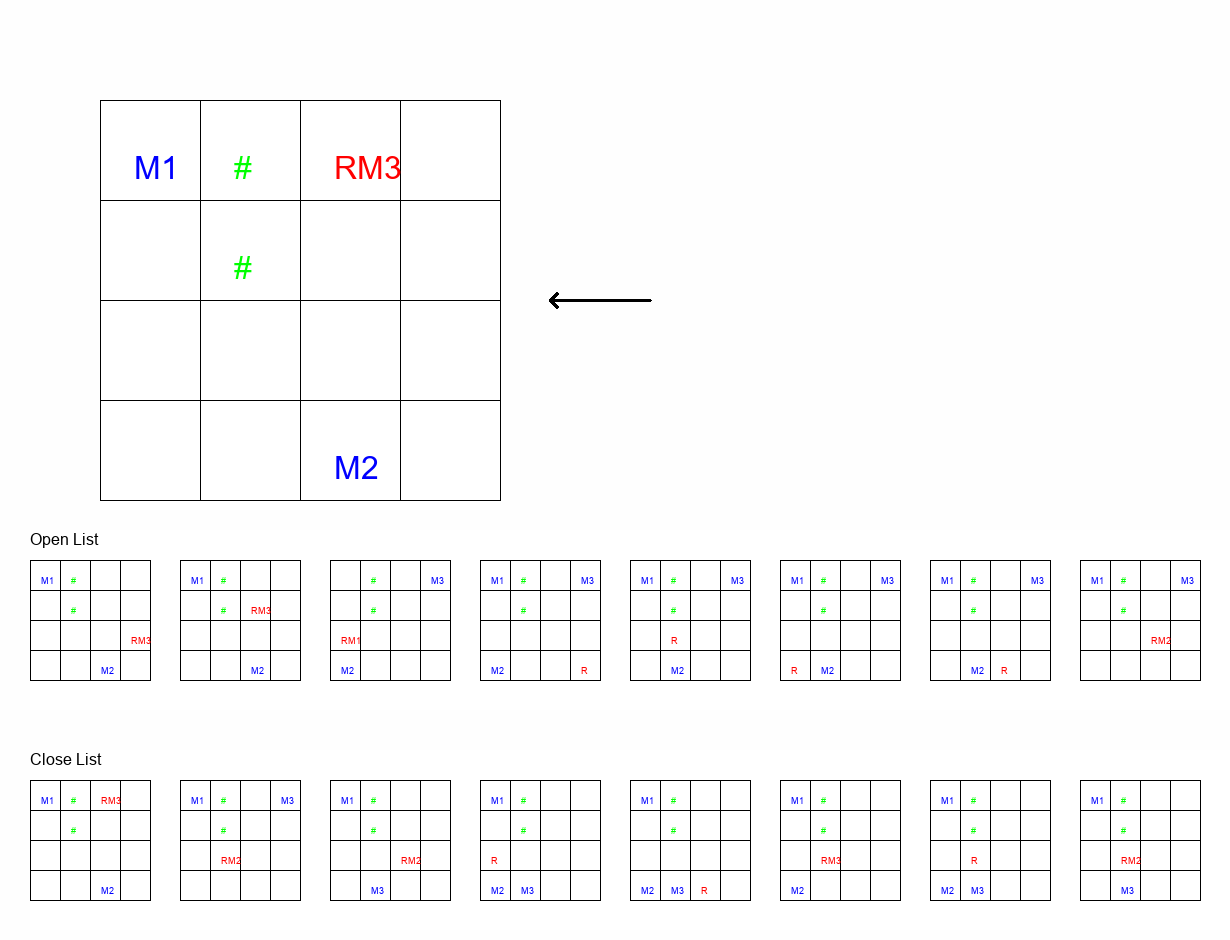 M1 # RM3
#
M2
Open List
M1 # M1 # # M3 M1 # M3 M1 # M3 M1 # M3 M1 # M3 M1 # M3
# # RM3 # # # # # #
RM3 RM1 R RM2
M2 M2 M2 M2 R M2 R M2 M2 R
Close List
M1 # RM3 M1 # M3 M1 # M1 # M1 # M1 # M1 # M1 #
# # # # # # # #
RM2 RM2 R RM3 R RM2
M2 M3 M2 M3 M2 M3 R M2 M2 M3 M3